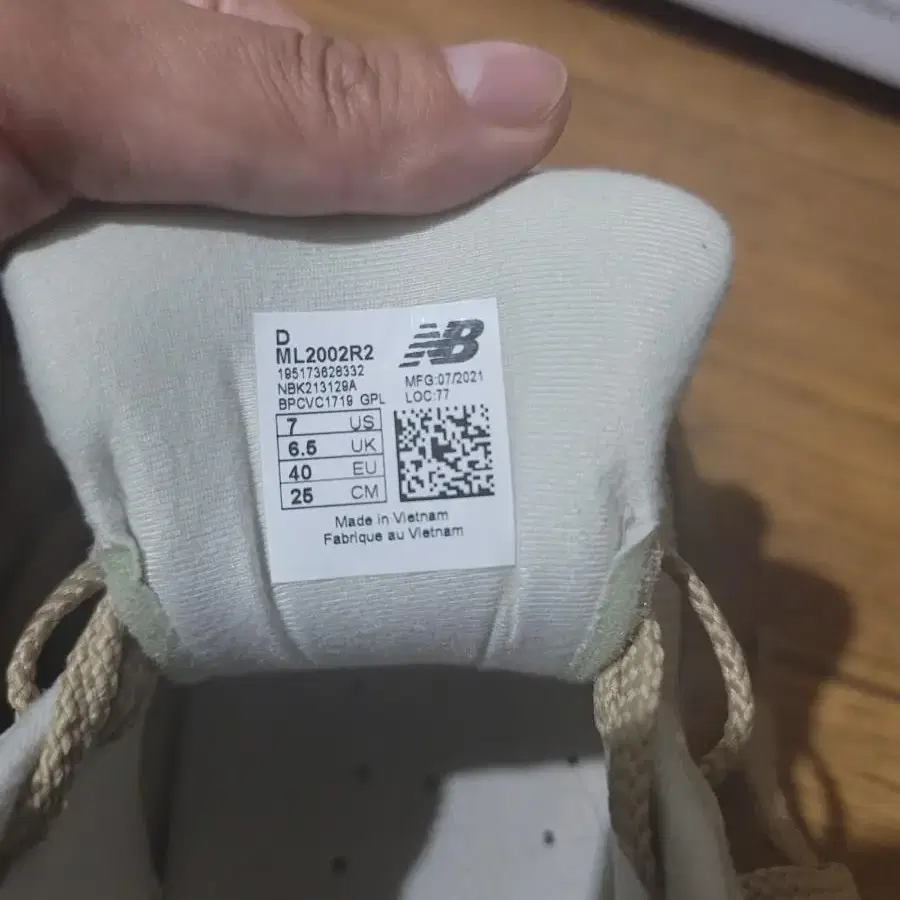 D
ML2002R2
195173628332
NBK213129A
BPCVC1719 GPL
NB
MFG:07/2021
LOC:77
7 US
6.5 UK
40 EU
25 CM
Made in Vietnam
Fabrique au Vietnam